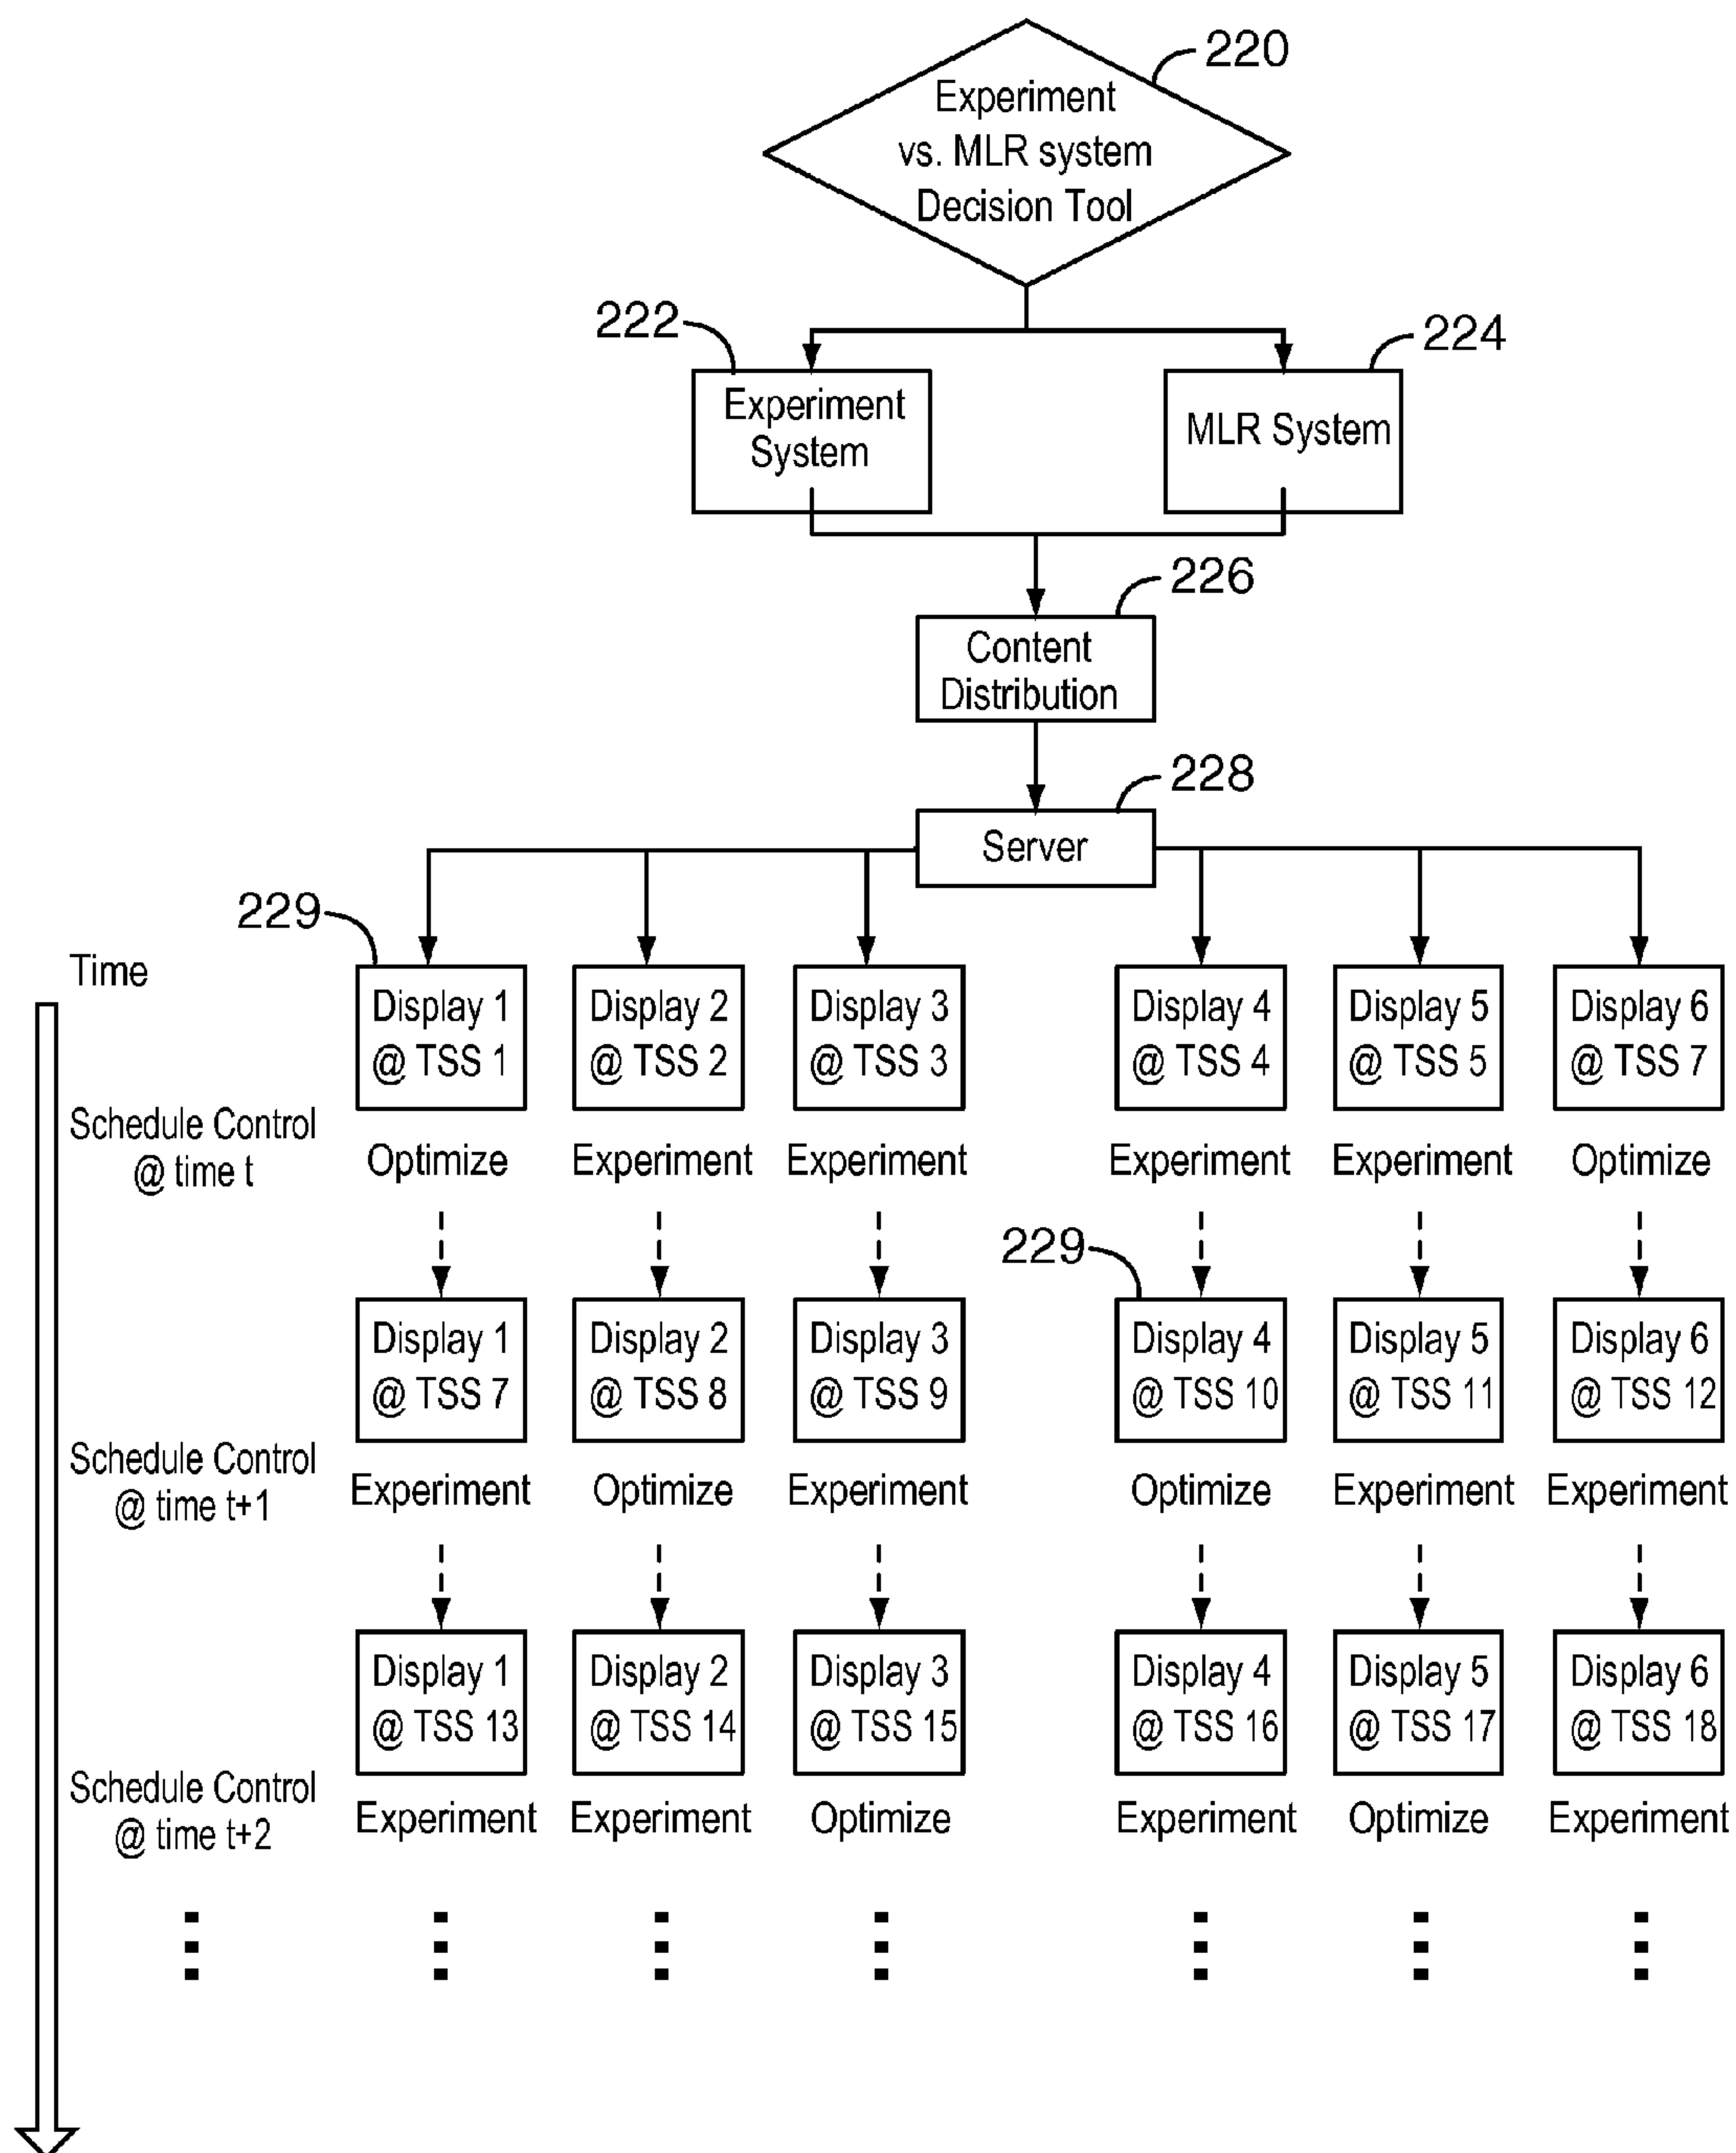 220
Experiment
vs. MLR system
Decision Tool
222
224
Experiment
System
MLR System
226
Content
Distribution
228
Server
229
Time
Display 1
@ TSS 1
Display 2
@ TSS 2
Display 3
@ TSS 3
Display 4
@ TSS 4
Display 5
@ TSS 5
Display 6
@ TSS 7
Schedule Control
@ time t
Optimize
Experiment
Experiment
Experiment
Experiment
Optimize
229
Display 1
@ TSS 7
Display 2
@ TSS 8
Display 3
@ TSS 9
Display 4
@ TSS 10
Display 5
@ TSS 11
Display 6
@ TSS 12
Schedule Control
@ time t+1
Experiment
Optimize
Experiment
Optimize
Experiment
Experiment
Display 1
@ TSS 13
Display 2
@ TSS 14
Display 3
@ TSS 15
Display 4
@ TSS 16
Display 5
@ TSS 17
Display 6
@ TSS 18
Schedule Control
@ time t+2
Experiment
Experiment
Optimize
Experiment
Optimize
Experiment